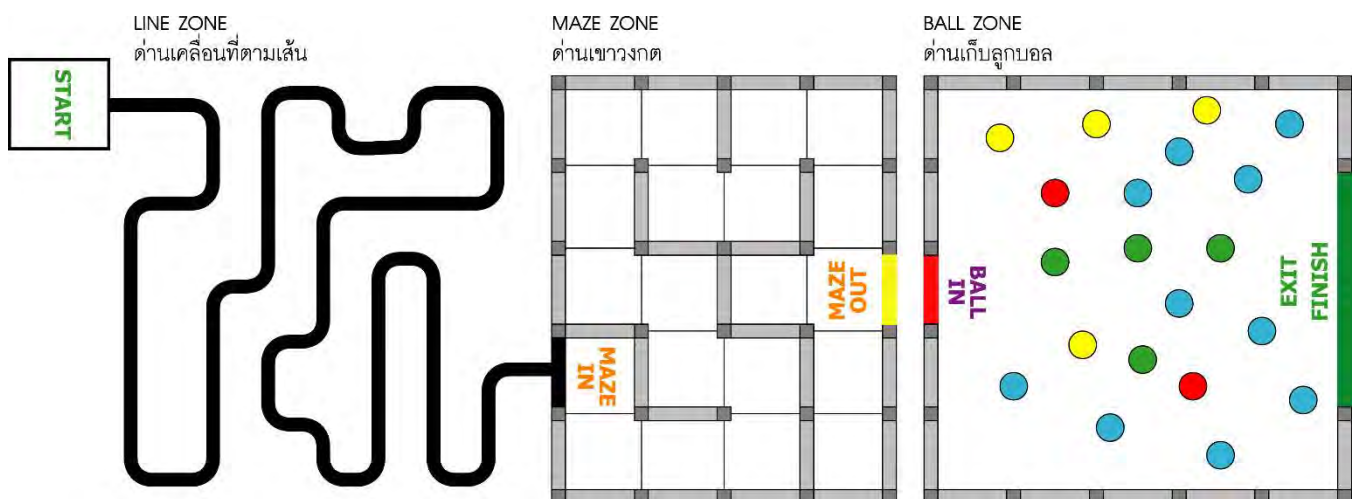 LINE ZONE
ด่านเคลื่อนที่ตามเส้น
START
MAZE ZONE
ด่านเขาวงกต
MAZE
IN
MAZE
OUT
BALL ZONE
ด่านเก็บลูกบอล
BALL
IN
EXIT
FINISH